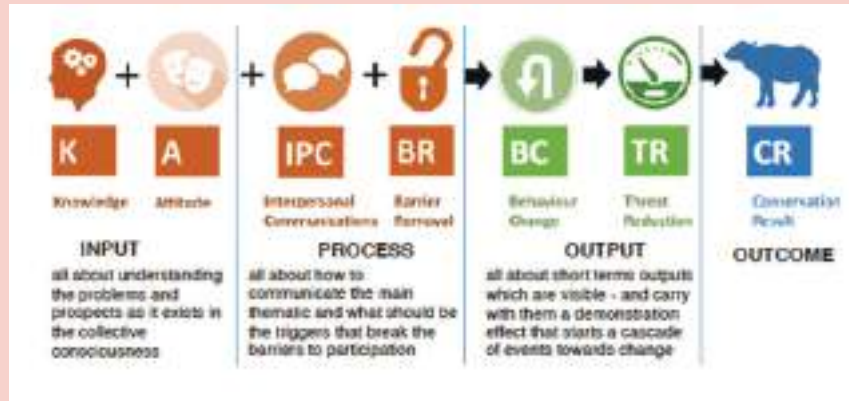 K
A
IPC
BR
BC
TR
CR
Knowledge
Attitude
Interpersonal
Communications
Barrier
Removal
Behaviour
Change
Threat
Reduction
Conservation
Result
INPUT
all about understanding
the problems and
prospects as it exists in
the collective
consciousness
PROCESS
all about how to
communicate the main
thematic and what should be
the triggers that break the
barriers to participation
OUTPUT
all about short terms outputs
which are visible - and carry
with them a demonstration
effect that starts a cascade
of events towards change
OUTCOME